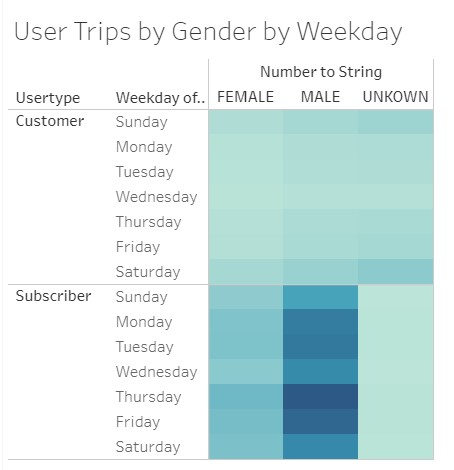 User Trips by Gender by Weekday
Number to String
Usertype Weekday of.. FEMALE MALE UNKOWN
Customer Sunday
Monday
Tuesday
Wednesday
Thursday
Friday
Saturday
Subscriber Sunday
Monday
Tuesday
Wednesday
Thursday
Friday
Saturday